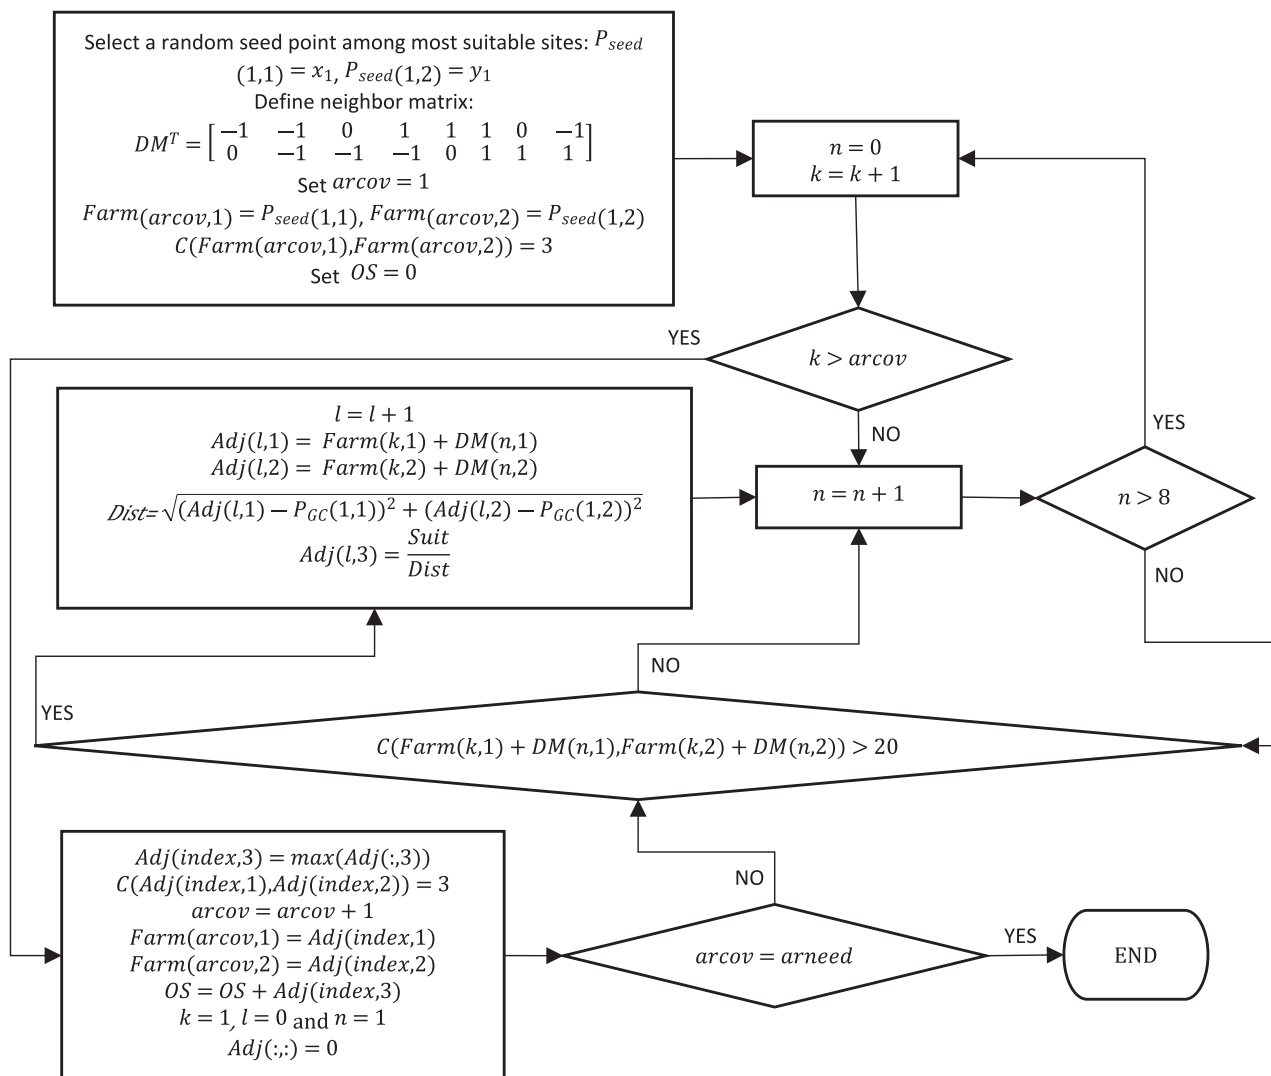 Select a random seed point among most suitable sites: P_seed
(1,1) = x₁, P_seed(1,2) = y₁
Define neighbor matrix:
DM^T = [ −1 −1 0 1 1 1 0 −1
0 −1 −1 −1 0 1 1 1 ]
Set arcov = 1
Farm(arcov,1) = P_seed(1,1), Farm(arcov,2) = P_seed(1,2)
C(Farm(arcov,1),Farm(arcov,2)) = 3
Set OS = 0
n = 0
k = k + 1
YES
k > arcov
NO
l = l + 1
Adj(l,1) = Farm(k,1) + DM(n,1)
Adj(l,2) = Farm(k,2) + DM(n,2)
Dist=√((Adj(l,1) − P_GC(1,1))² + (Adj(l,2) − P_GC(1,2))²)
Adj(l,3) = Suit/Dist
n = n + 1
YES
n > 8
NO
NO
YES
C(Farm(k,1) + DM(n,1),Farm(k,2) + DM(n,2)) > 20
Adj(index,3) = max(Adj(:,3))
C(Adj(index,1),Adj(index,2)) = 3
arcov = arcov + 1
Farm(arcov,1) = Adj(index,1)
Farm(arcov,2) = Adj(index,2)
OS = OS + Adj(index,3)
k = 1, l = 0 and n = 1
Adj(:,:) = 0
NO
arcov = arneed
YES
END